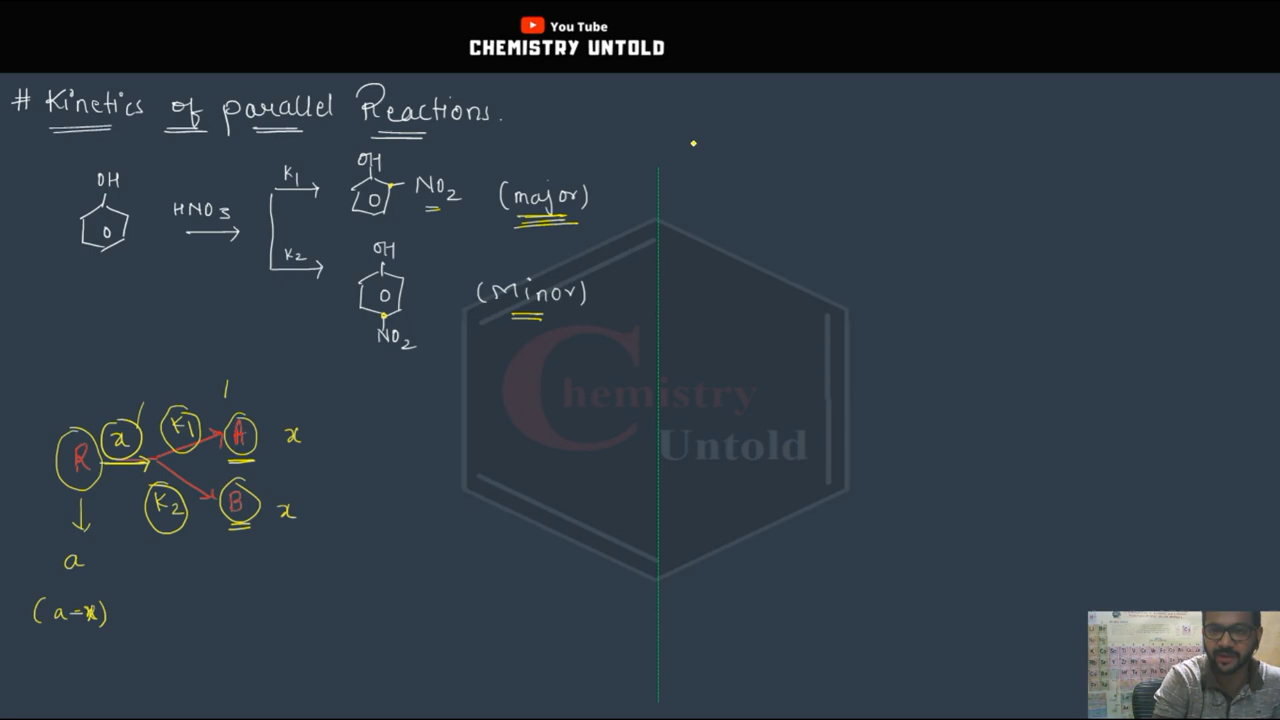 You Tube
CHEMISTRY UNTOLD
# Kinetics of parallel Reactions.
OH
HNO3
K1
OH
NO2
(major)
K2
OH
NO2
(Minor)
Chemistry
Untold
R
x
K1
A
x
K2
B
x
a
(a-x)